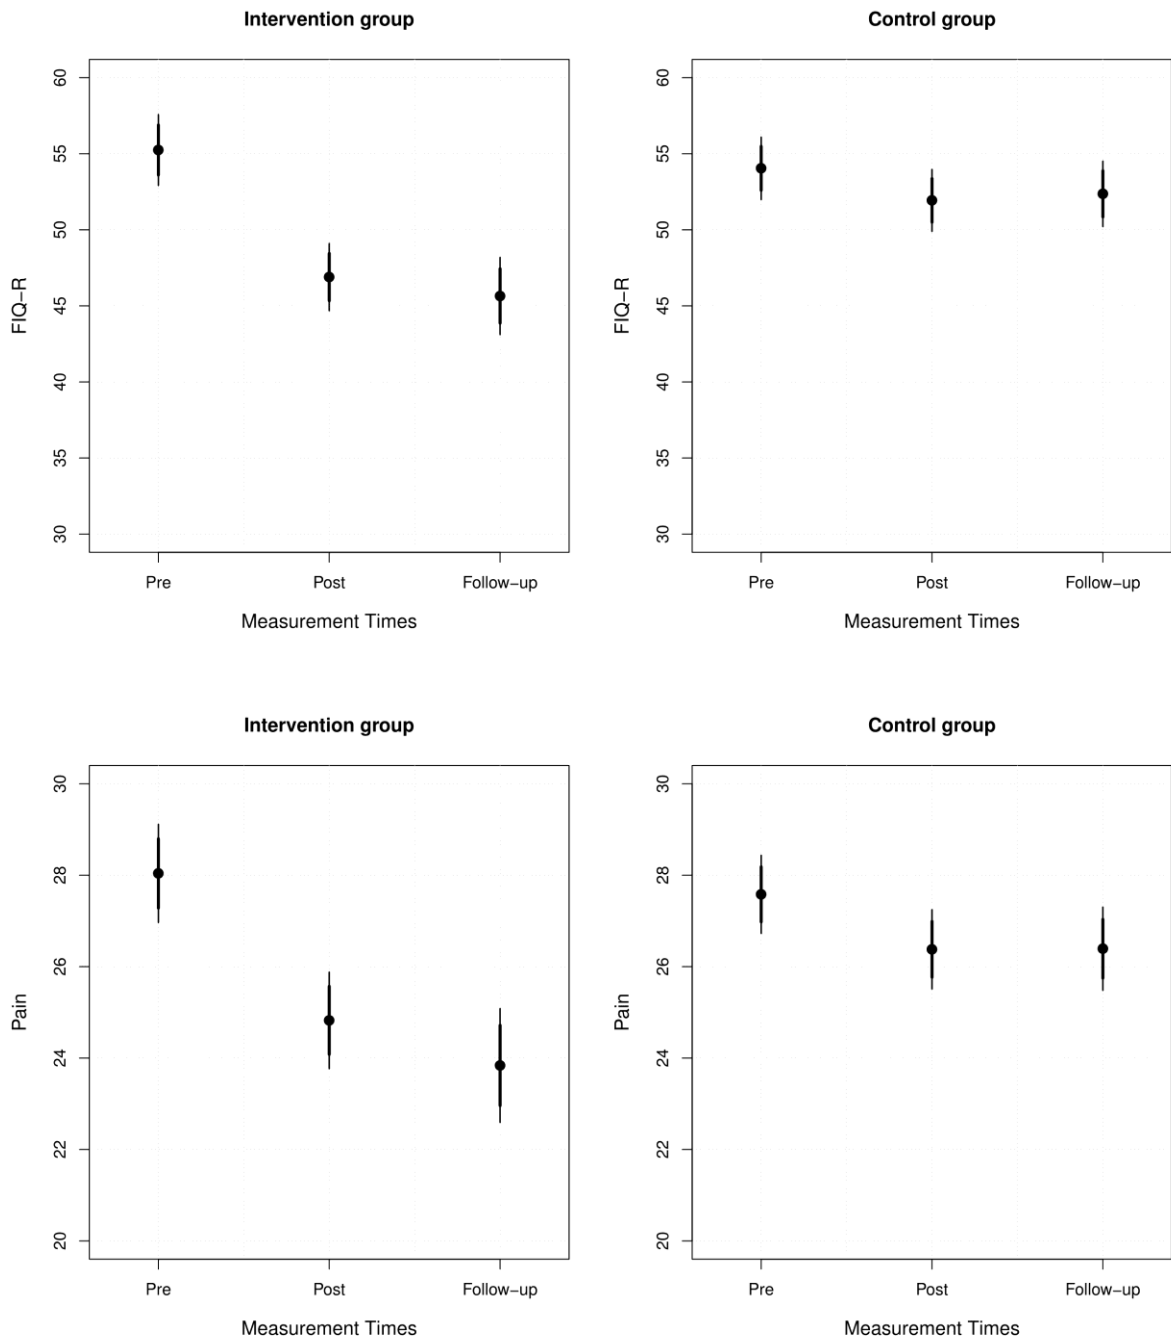 Intervention group
FIQ−R
60
55
50
45
40
35
30
Pre Post Follow−up
Measurement Times
Control group
FIQ−R
60
55
50
45
40
35
30
Pre Post Follow−up
Measurement Times
Intervention group
Pain
30
28
26
24
22
20
Pre Post Follow−up
Measurement Times
Control group
Pain
30
28
26
24
22
20
Pre Post Follow−up
Measurement Times